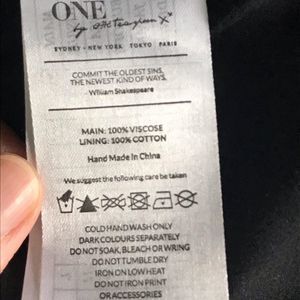 ONE
by one teaspoon X
SYDNEY • NEW YORK TOKYO PARIS
COMMIT THE OLDEST SINS,
THE NEWEST KIND OF WAYS.
William Shakespeare
MAIN: 100% VISCOSE
LINING: 100% COTTON
Hand Made in China
We suggest the following care be taken
COLD HAND WASH ONLY
DARK COLOURS SEPARATELY
DO NOT SOAK, BLEACH OR WRING
DO NOT TUMBLE DRY
IRON ON LOW HEAT
DO NOT IRON PRINT
OR ACCESSORIES